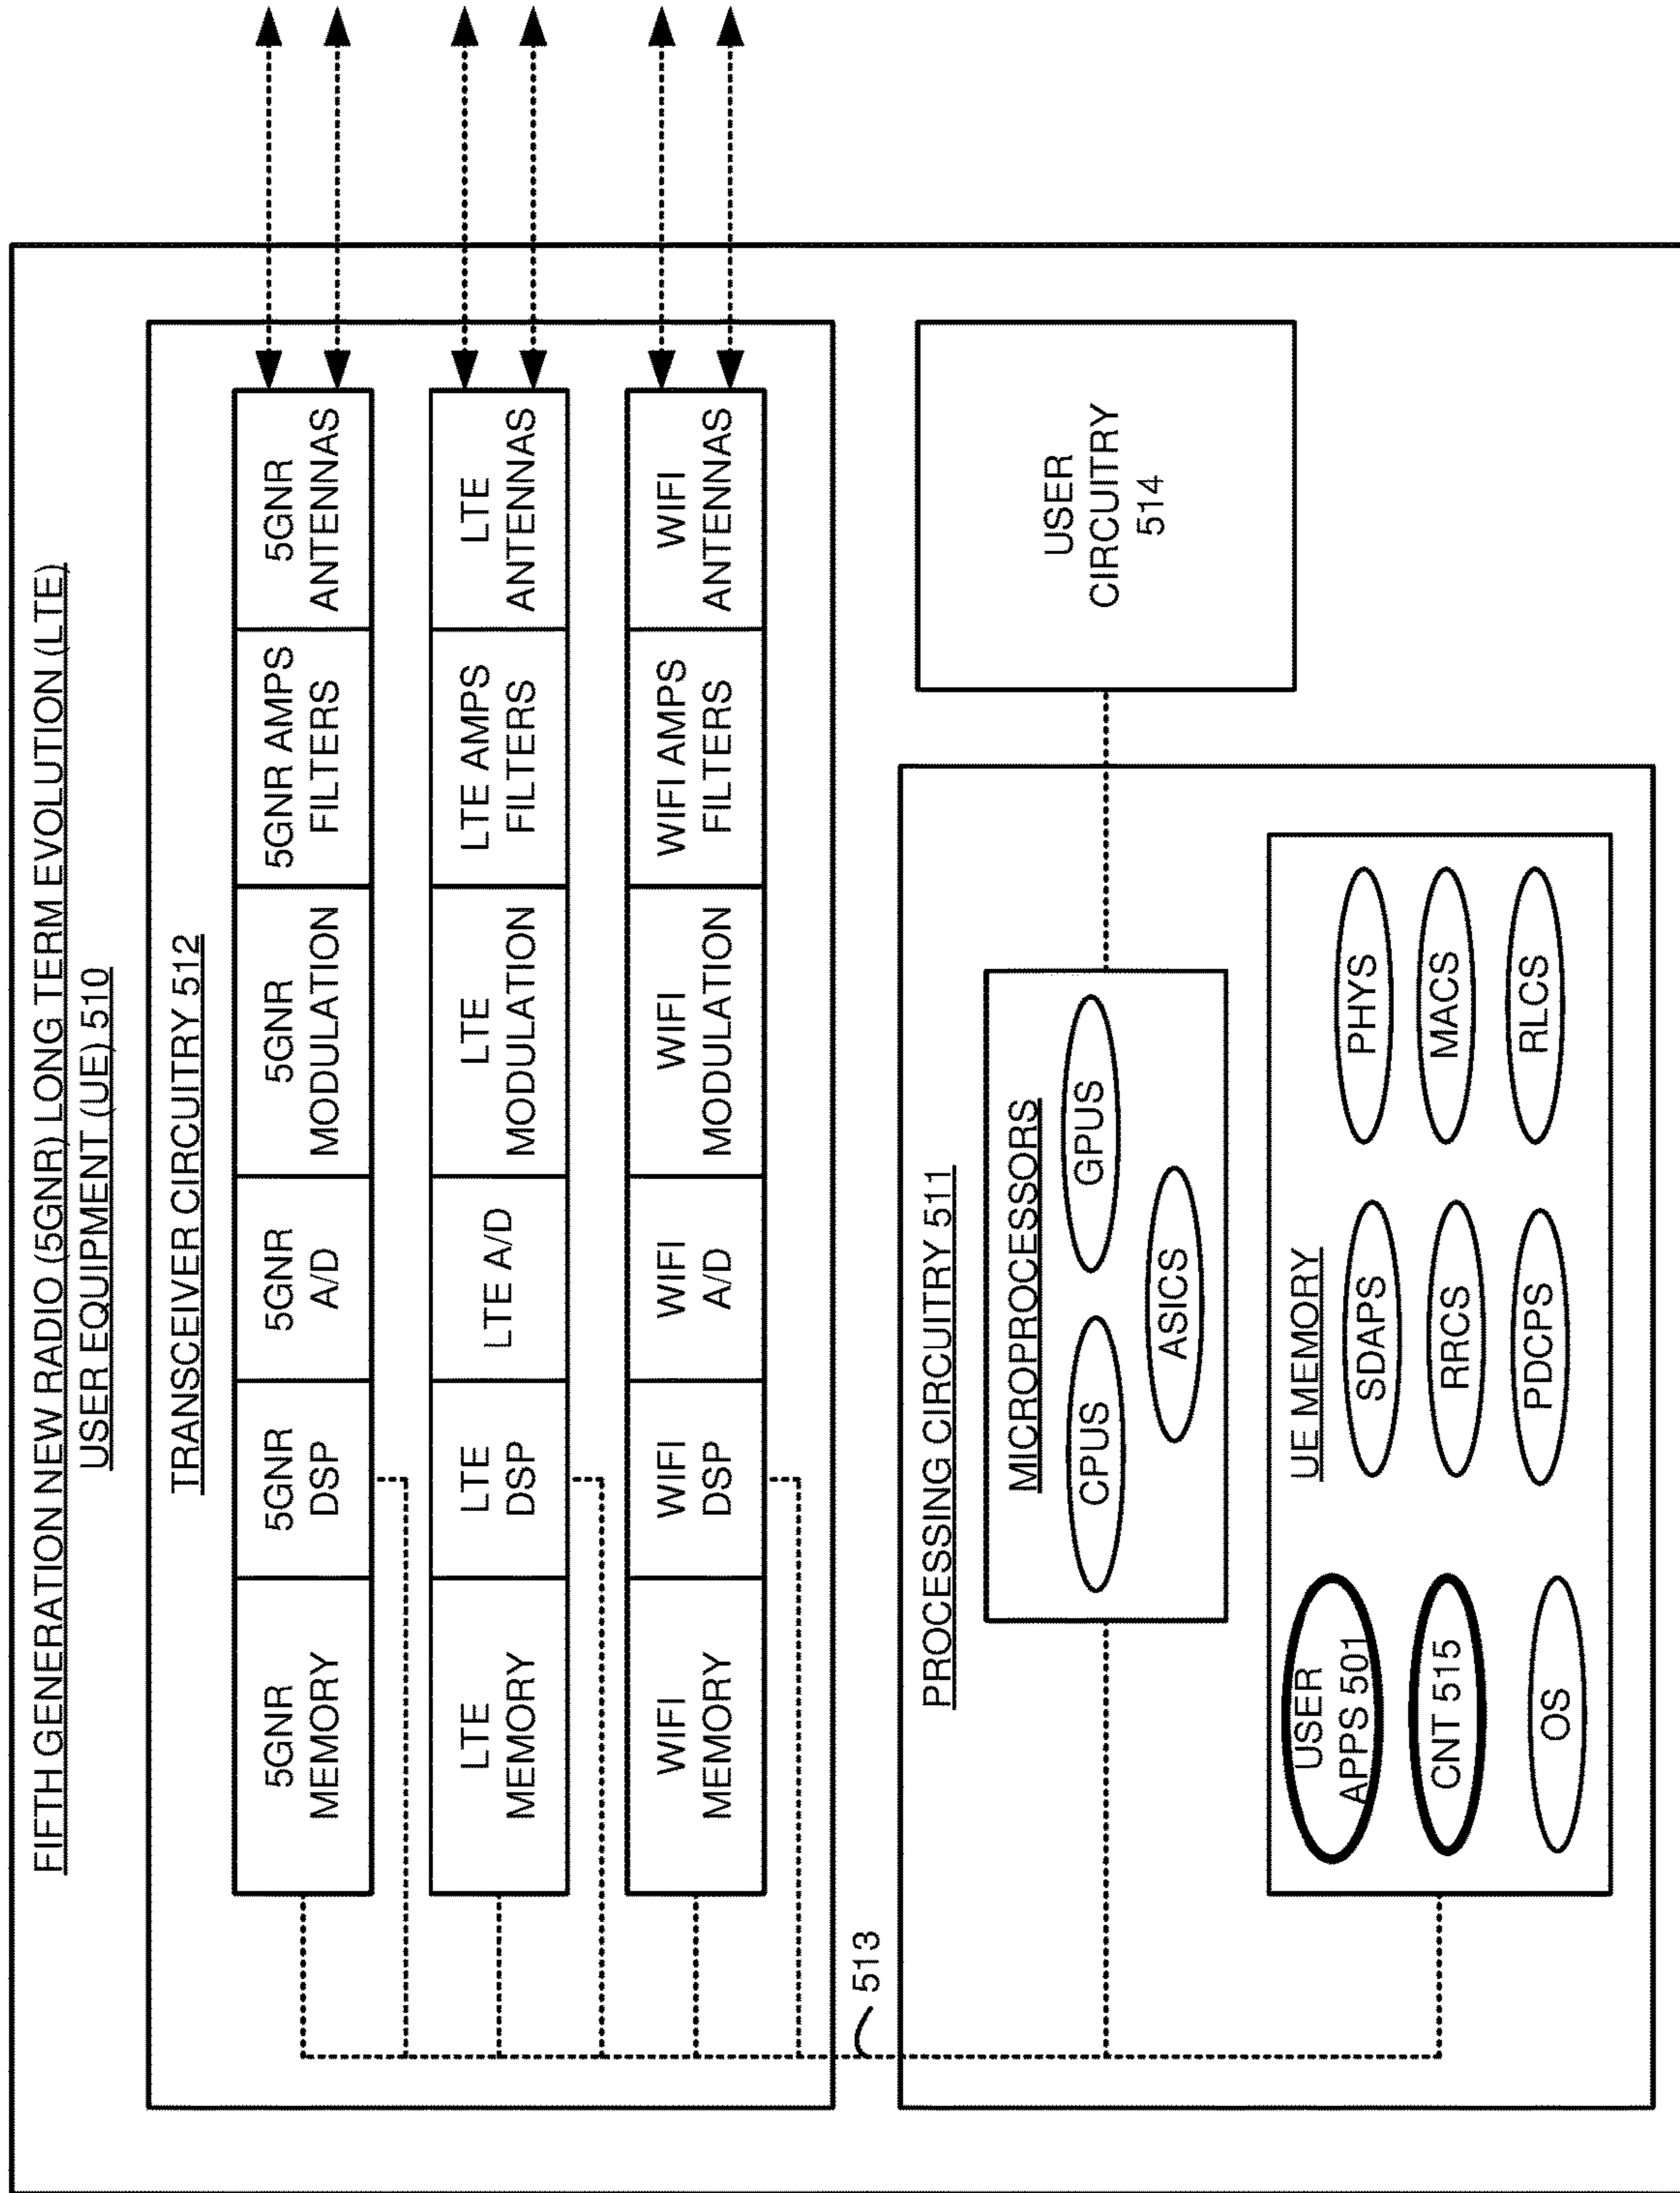 FIFTH GENERATION NEW RADIO (5GNR) LONG TERM EVOLUTION (LTE)
USER EQUIPMENT (UE) 510
TRANSCEIVER CIRCUITRY 512
5GNR
MEMORY
5GNR
DSP
5GNR
A/D
5GNR
MODULATION
5GNR AMPS
FILTERS
5GNR
ANTENNAS
LTE
MEMORY
LTE
DSP
LTE A/D
LTE
MODULATION
LTE AMPS
FILTERS
LTE
ANTENNAS
WIFI
MEMORY
WIFI
DSP
WIFI
A/D
WIFI
MODULATION
WIFI AMPS
FILTERS
WIFI
ANTENNAS
513
PROCESSING CIRCUITRY 511
MICROPROCESSORS
CPUS
GPUS
ASICS
USER
CIRCUITRY
514
UE MEMORY
USER
APPS 501
CNT 515
OS
SDAPS
RRCS
PDCPS
PHYS
MACS
RLCS